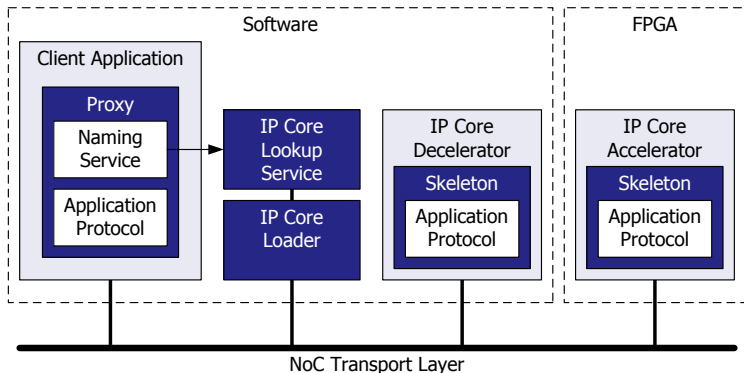 Software
FPGA
Client Application
Proxy
Naming
Service
Application
Protocol
IP Core
Lookup
Service
IP Core
Loader
IP Core
Decelerator
Skeleton
Application
Protocol
IP Core
Accelerator
Skeleton
Application
Protocol
NoC Transport Layer